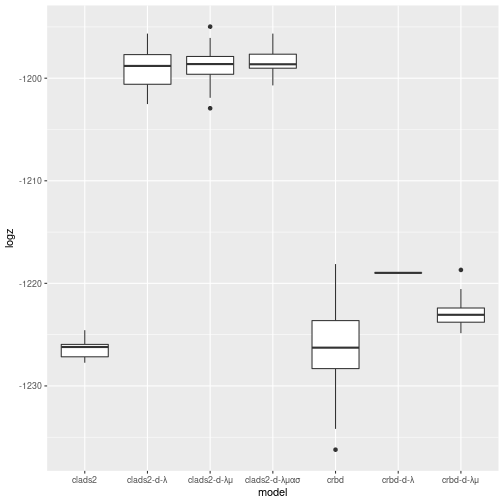 -1200
-1210
-1220
-1230
logz
clads2 clads2-d-λ clads2-d-λμ clads2-d-λμασ crbd crbd-d-λ crbd-d-λμ
model